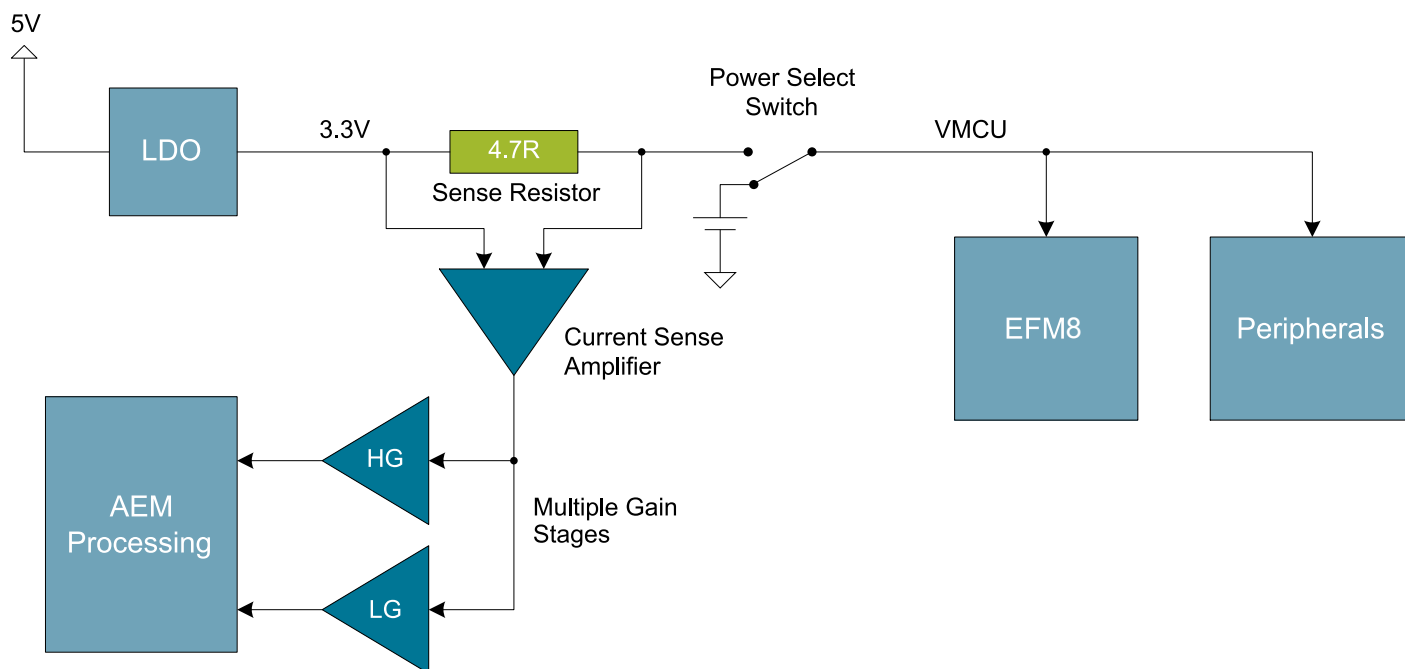 5V
LDO
3.3V
4.7R
Sense Resistor
Power Select
Switch
VMCU
EFM8
Peripherals
Current Sense
Amplifier
HG
Multiple Gain
Stages
LG
AEM
Processing